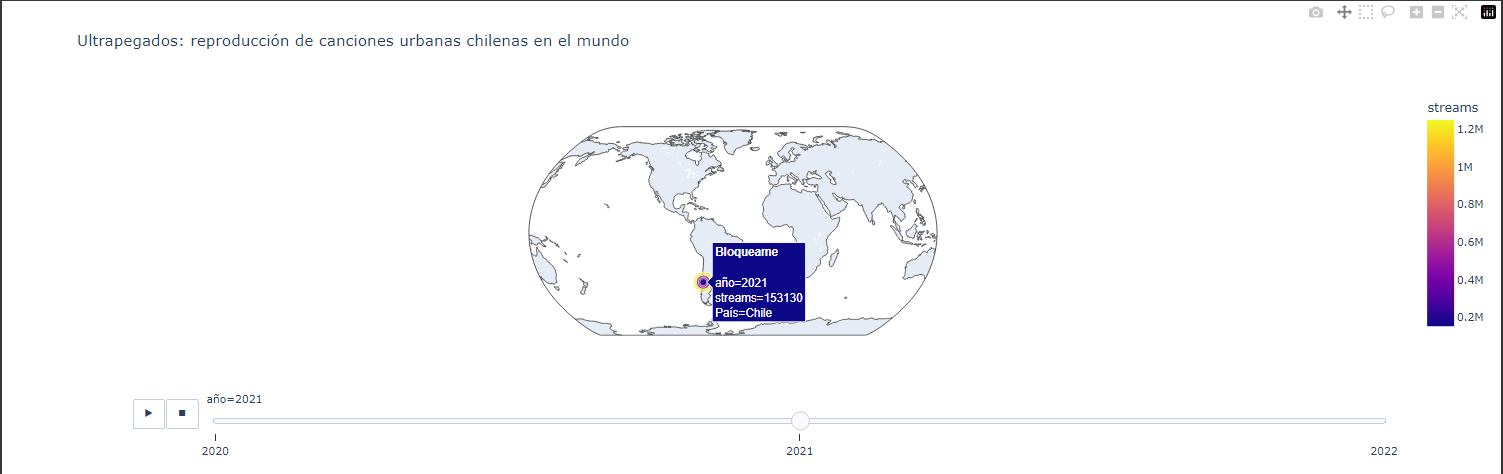 Ultrapegados: reproducción de canciones urbanas chilenas en el mundo
streams
1.2M
1M
0.8M
0.6M
0.4M
0.2M
Bloqueame
año=2021
streams=153130
País=Chile
año=2021
2020
2021
2022